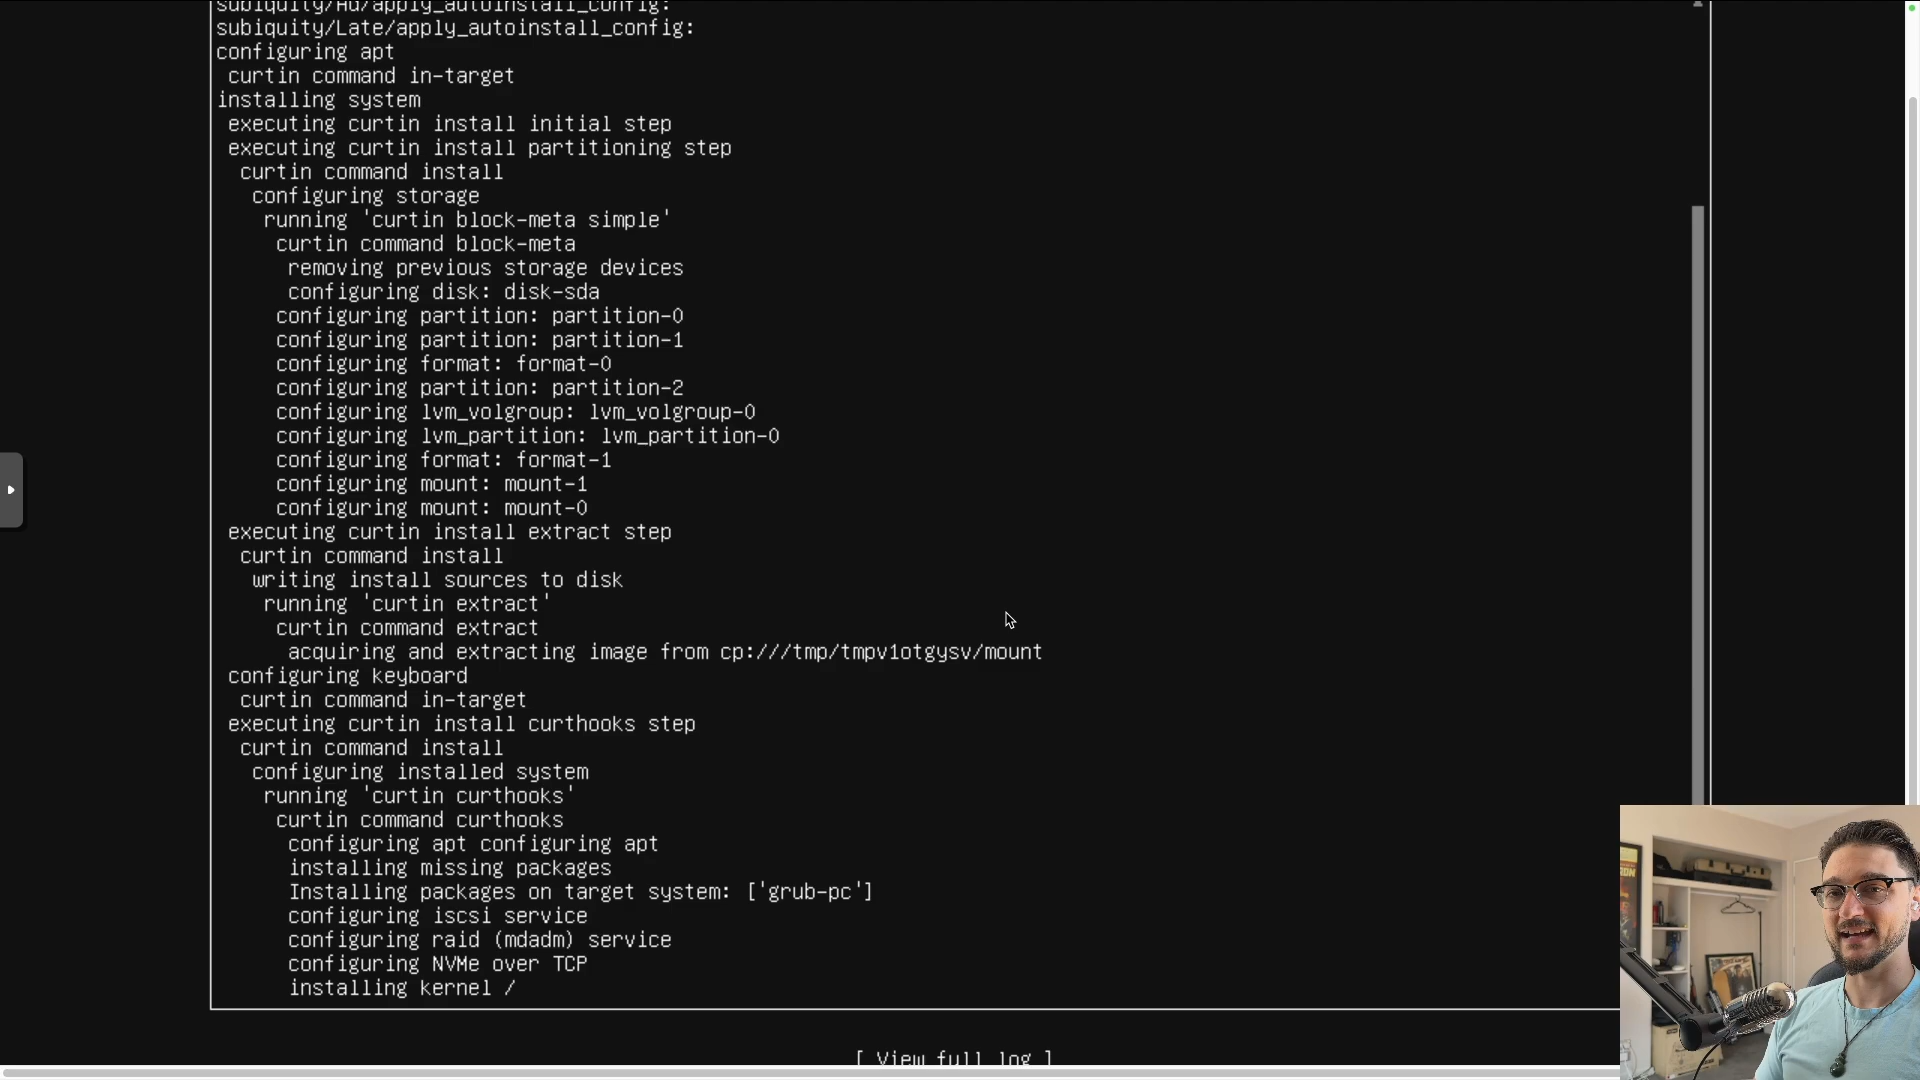 subiquity/Ad/apply_autoinstall_config:
subiquity/Late/apply_autoinstall_config:
configuring apt
curtin command in-target
installing system
executing curtin install initial step
executing curtin install partitioning step
curtin command install
configuring storage
running 'curtin block-meta simple'
curtin command block-meta
removing previous storage devices
configuring disk: disk-sda
configuring partition: partition-0
configuring partition: partition-1
configuring format: format-0
configuring partition: partition-2
configuring lvm_volgroup: lvm_volgroup-0
configuring lvm_partition: lvm_partition-0
configuring format: format-1
configuring mount: mount-1
configuring mount: mount-0
executing curtin install extract step
curtin command install
writing install sources to disk
running 'curtin extract'
curtin command extract
acquiring and extracting image from cp:///tmp/tmpv1otgysv/mount
configuring keyboard
curtin command in-target
executing curtin install curthooks step
curtin command install
configuring installed system
running 'curtin curthooks'
curtin command curthooks
configuring apt configuring apt
installing missing packages
Installing packages on target system: ['grub-pc']
configuring iscsi service
configuring raid (mdadm) service
configuring NVMe over TCP
installing kernel /
[ View full log ]